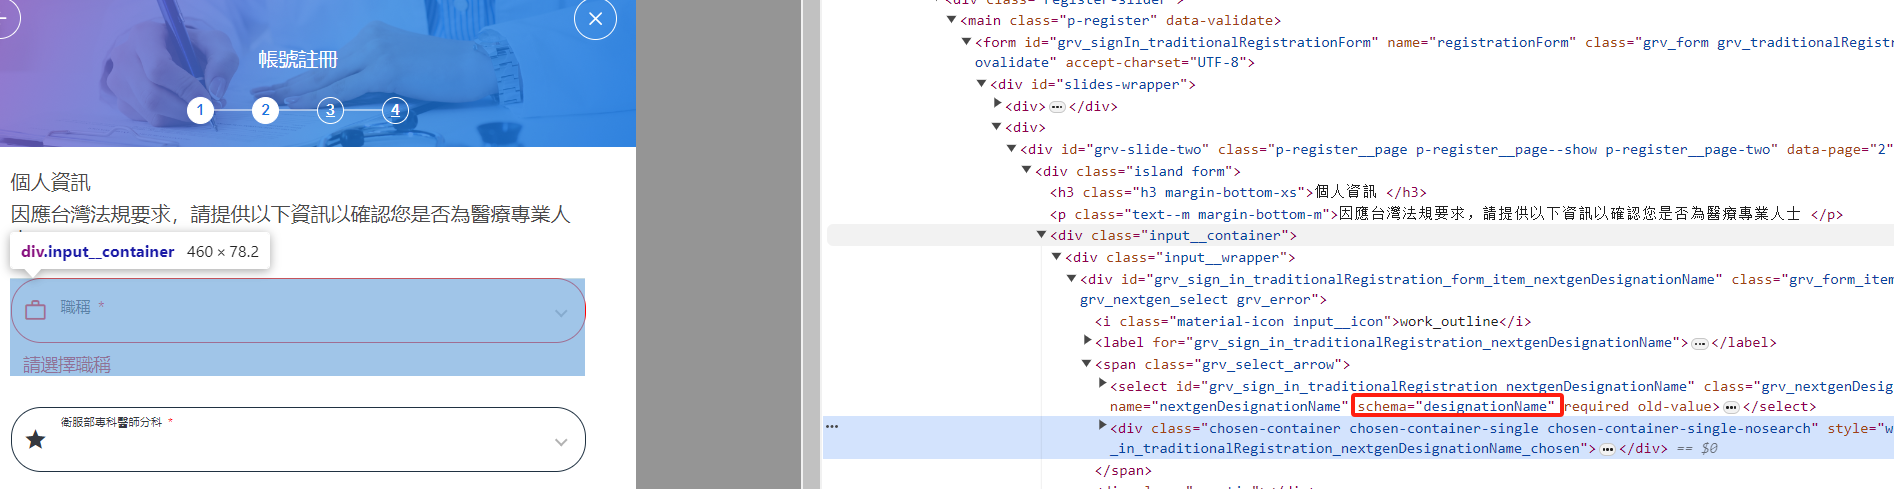 帳號註冊
1 2 3 4
個人資訊
因應台灣法規要求，請提供以下資訊以確認您是否為醫療專業人
div.input__container 460 × 78.2
職稱 *
請選擇職稱
衛服部專科醫師分科 *
<main class="p-register" data-validate>
<form id="grv_signIn_traditionalRegistrationForm" name="registrationForm" class="grv_form grv_traditionalRegistr
ovalidate" accept-charset="UTF-8">
<div id="slides-wrapper">
<div> ⋯ </div>
<div>
<div id="grv-slide-two" class="p-register__page p-register__page--show p-register__page-two" data-page="2"
<div class="island form">
<h3 class="h3 margin-bottom-xs">個人資訊 </h3>
<p class="text--m margin-bottom-m">因應台灣法規要求，請提供以下資訊以確認您是否為醫療專業人士 </p>
<div class="input__container">
<div class="input__wrapper">
<div id="grv_sign_in_traditionalRegistration_form_item_nextgenDesignationName" class="grv_form_item
grv_nextgen_select grv_error">
<i class="material-icon input__icon">work_outline</i>
<label for="grv_sign_in_traditionalRegistration_nextgenDesignationName"> ⋯ </label>
<span class="grv_select_arrow">
<select id="grv_sign_in_traditionalRegistration_nextgenDesignationName" class="grv_nextgenDesig
name="nextgenDesignationName" schema="designationName" required old-value> ⋯ </select>
<div class="chosen-container chosen-container-single chosen-container-single-nosearch" style="w
_in_traditionalRegistration_nextgenDesignationName_chosen"> ⋯ </div> == $0
</span>